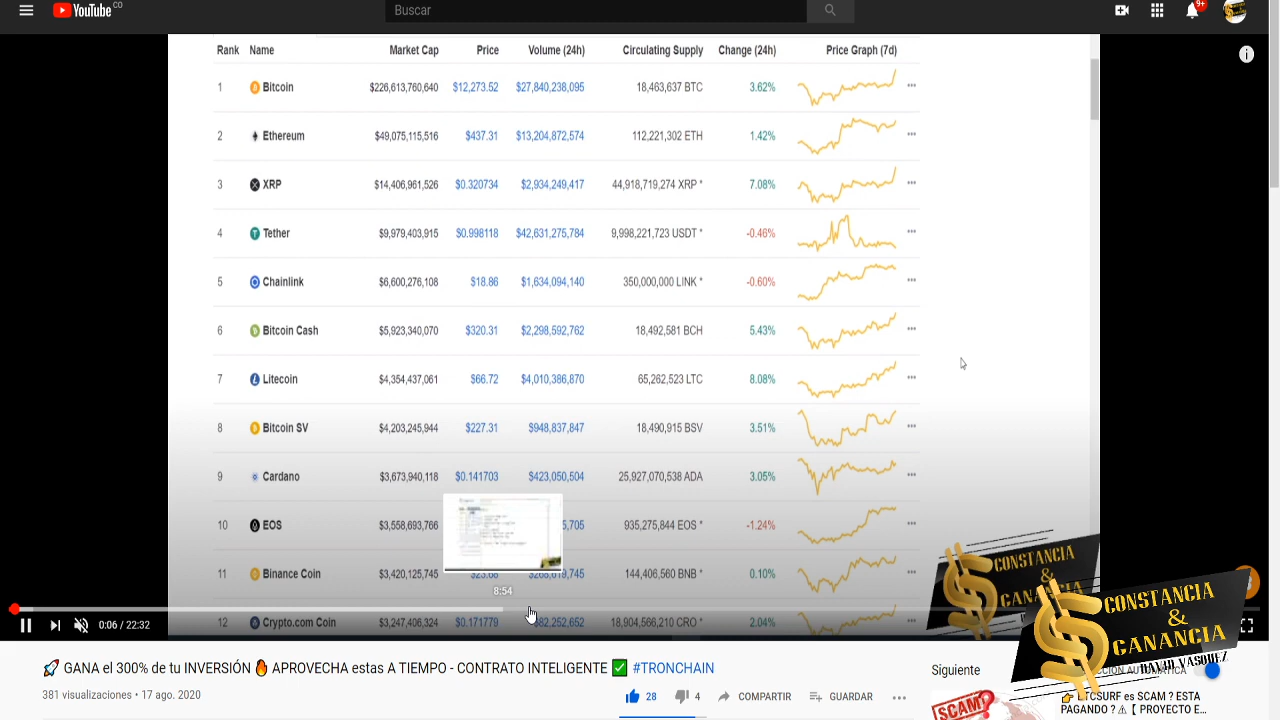 YouTube CO
Buscar
9+
Rank Name Market Cap Price Volume (24h) Circulating Supply Change (24h) Price Graph (7d)
1 Bitcoin $226,613,760,640 $12,273.52 $27,840,238,095 18,463,637 BTC 3.62%
2 Ethereum $49,075,115,516 $437.31 $13,204,872,574 112,221,302 ETH 1.42%
3 XRP $14,406,961,526 $0.320734 $2,934,249,417 44,918,719,274 XRP * 7.08%
4 Tether $9,979,403,915 $0.998118 $42,631,275,784 9,998,221,723 USDT * -0.46%
5 Chainlink $6,600,276,108 $18.86 $1,634,094,140 350,000,000 LINK * -0.60%
6 Bitcoin Cash $5,923,340,070 $320.31 $2,298,592,762 18,492,581 BCH 5.43%
7 Litecoin $4,354,437,061 $66.72 $4,010,386,870 65,262,523 LTC 8.08%
8 Bitcoin SV $4,203,245,944 $227.31 $948,837,847 18,490,915 BSV 3.51%
9 Cardano $3,673,940,118 $0.141703 $423,050,504 25,927,070,538 ADA 3.05%
10 EOS $3,558,693,766 5,705 935,275,844 EOS * -1.24%
11 Binance Coin $3,420,125,745 $23.68 144,406,560 BNB * 0.10%
12 Crypto.com Coin $3,247,406,324 $0.171779 $82,252,652 18,904,566,210 CRO * 2.04%
8:54
CONSTANCIA
&
GANANCIA
CONSTANCIA
&
GANANCIA
DAVID VASQUEZ
0:06 / 22:32
🚀 GANA el 300% de tu INVERSIÓN 🔥 APROVECHA estas A TIEMPO - CONTRATO INTELIGENTE ✅ #TRONCHAIN
381 visualizaciones • 17 ago. 2020
28 4 COMPARTIR GUARDAR
Siguiente
SCAM?
ES SCAM ? ESTA
PAGANDO ? ⚠ 【 PROYECTO E...